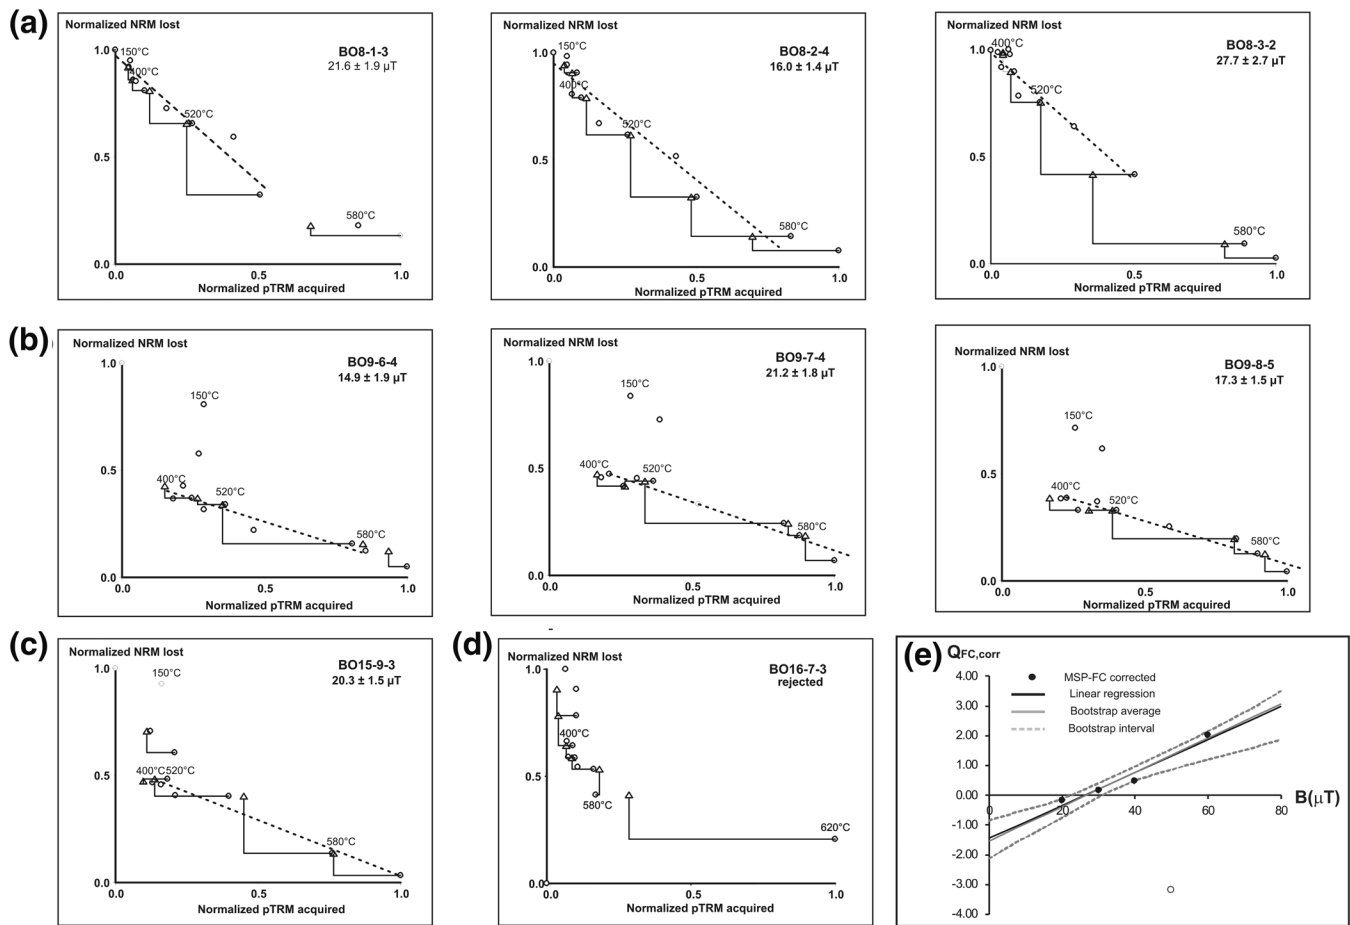 (a)
Normalized NRM lost
BO8-1-3
21.6 ± 1.9 µT
1.0
150°C
400°C
520°C
0.5
580°C
0.0
0.0
0.5
1.0
Normalized pTRM acquired
Normalized NRM lost
BO8-2-4
16.0 ± 1.4 µT
1.0
150°C
400°C
520°C
0.5
580°C
0.0
0.0
0.5
1.0
Normalized pTRM acquired
Normalized NRM lost
BO8-3-2
27.7 ± 2.7 µT
1.0
400°C
520°C
0.5
580°C
0.0
0.0
0.5
1.0
Normalized pTRM acquired
(b)
Normalized NRM lost
BO9-6-4
14.9 ± 1.9 µT
1.0
150°C
0.5
400°C
520°C
580°C
0.0
0.0
0.5
1.0
Normalized pTRM acquired
Normalized NRM lost
BO9-7-4
21.2 ± 1.8 µT
1.0
150°C
0.5
400°C
520°C
580°C
0.0
0.0
0.5
1.0
Normalized pTRM acquired
Normalized NRM lost
BO9-8-5
17.3 ± 1.5 µT
1.0
150°C
0.5
400°C
520°C
580°C
0.0
0.0
0.5
1.0
Normalized pTRM acquired
(c)
Normalized NRM lost
BO15-9-3
20.3 ± 1.5 µT
1.0
150°C
0.5
400°C
520°C
580°C
0.0
0.0
0.5
1.0
Normalized pTRM acquired
(d)
Normalized NRM lost
BO16-7-3
rejected
1.0
400°C
0.5
580°C
620°C
0.0
0.0
0.5
1.0
Normalized pTRM acquired
(e)
QFC,corr
MSP-FC corrected
Linear regression
Bootstrap average
Bootstrap interval
4.00
3.00
2.00
1.00
0.00
-1.00
-2.00
-3.00
-4.00
0
20
40
60
80
B(µT)